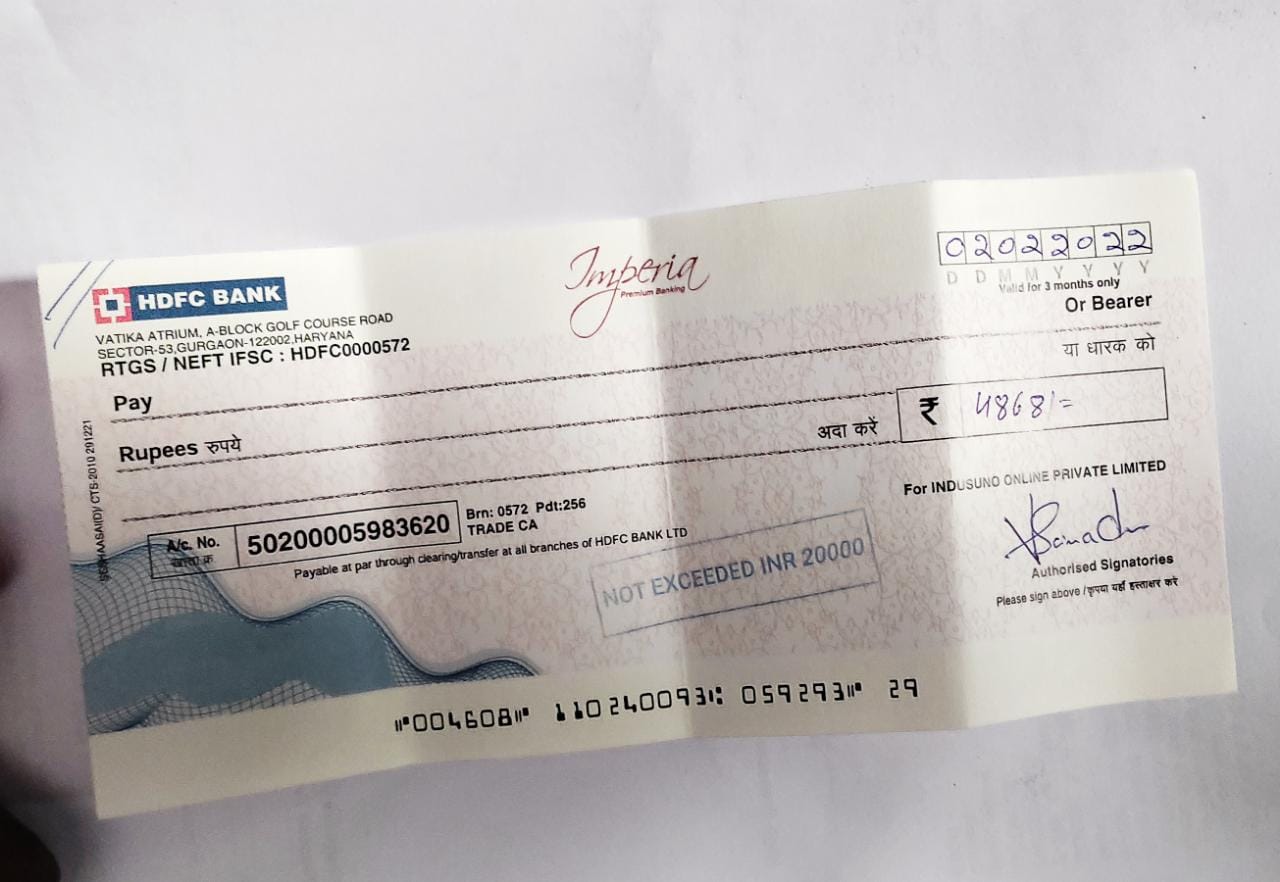 HDFC BANK
VATIKA ATRIUM, A-BLOCK GOLF COURSE ROAD
SECTOR-53,GURGAON-122002,HARYANA
RTGS / NEFT IFSC : HDFC0000572
Imperia
Premium Banking
02022022
D D M M Y Y Y Y
Valid for 3 months only
Or Bearer
Pay
या धारक को
Rupees रुपये
अदा करें
₹ 4868/=
A/c. No.
खाता क्र.
50200005983620
Brn: 0572 Pdt:256
TRADE CA
Payable at par through clearing/transfer at all branches of HDFC BANK LTD
NOT EXCEEDED INR 20000
For INDUSUNO ONLINE PRIVATE LIMITED
Authorised Signatories
Please sign above /कृपया यहाँ हस्ताक्षर करें
CTS-2010 291221
⑈004608⑈ 110240093⑆ 059293⑈ 29